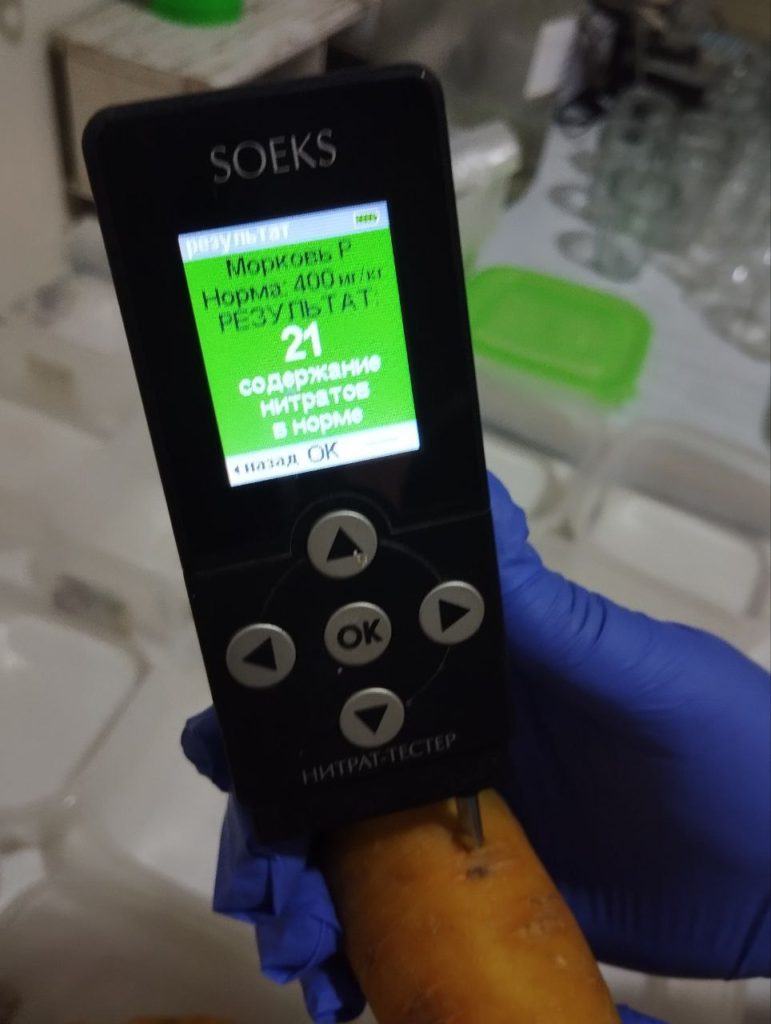 SOEKS
результат
Морковь Р
Норма: 400 мг/кг
РЕЗУЛЬТАТ:
21
содержание
нитратов
в норме
назад OK
OK
НИТРАТ-ТЕСТЕР